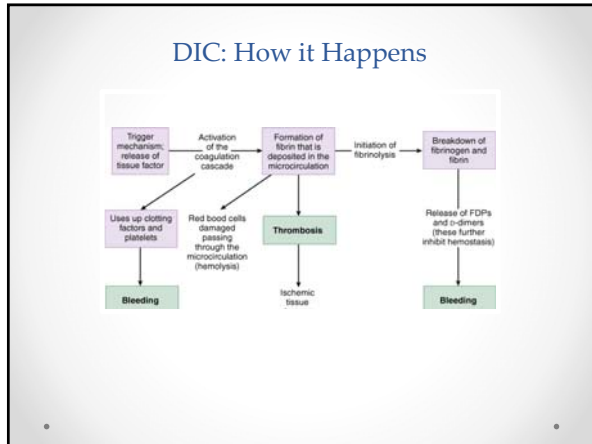 DIC: How it Happens
Trigger
mechanism;
release of
tissue factor
Activation
of the
coagulation
cascade
Formation of
fibrin that is
deposited in the
microcirculation
Initiation of
fibrinolysis
Breakdown of
fibrinogen and
fibrin
Uses up clotting
factors and
platelets
Red bood cells
damaged
passing
through the
microcirculation
(hemolysis)
Thrombosis
Release of FDPs
and D-dimers
(these further
inhibit hemostasis)
Bleeding
Ischemic
tissue
Bleeding